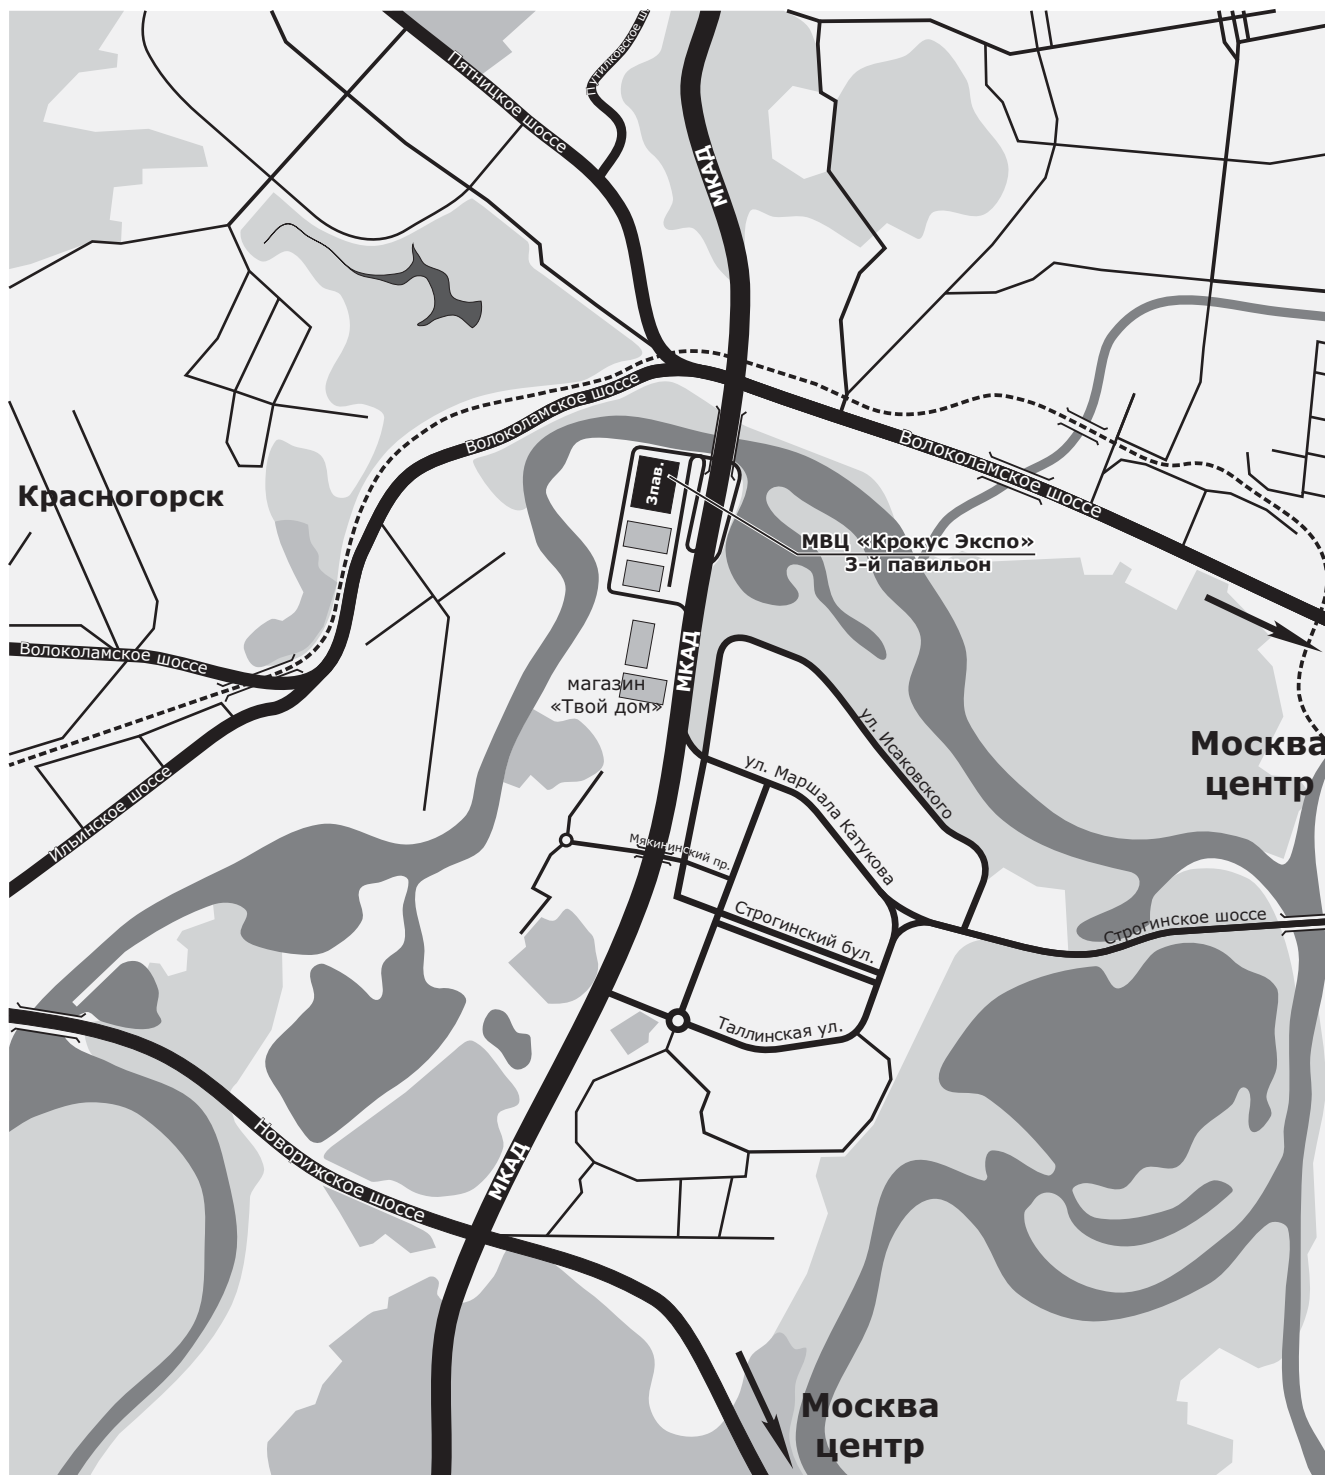 Пятницкое шоссе
Путилковское ш
МКАД
Волоколамское шоссе
Волоколамское шоссе
Красногорск
3пав.
МВЦ «Крокус Экспо»
3-й павильон
Волоколамское шоссе
МКАД
магазин
«Твой дом»
ул. Исаковского
Москва
центр
ул. Маршала Катукова
Ильинское шоссе
Мякининский пр.
Строгинский бул.
Строгинское шоссе
Таллинская ул.
Новорижское шоссе
МКАД
Москва
центр